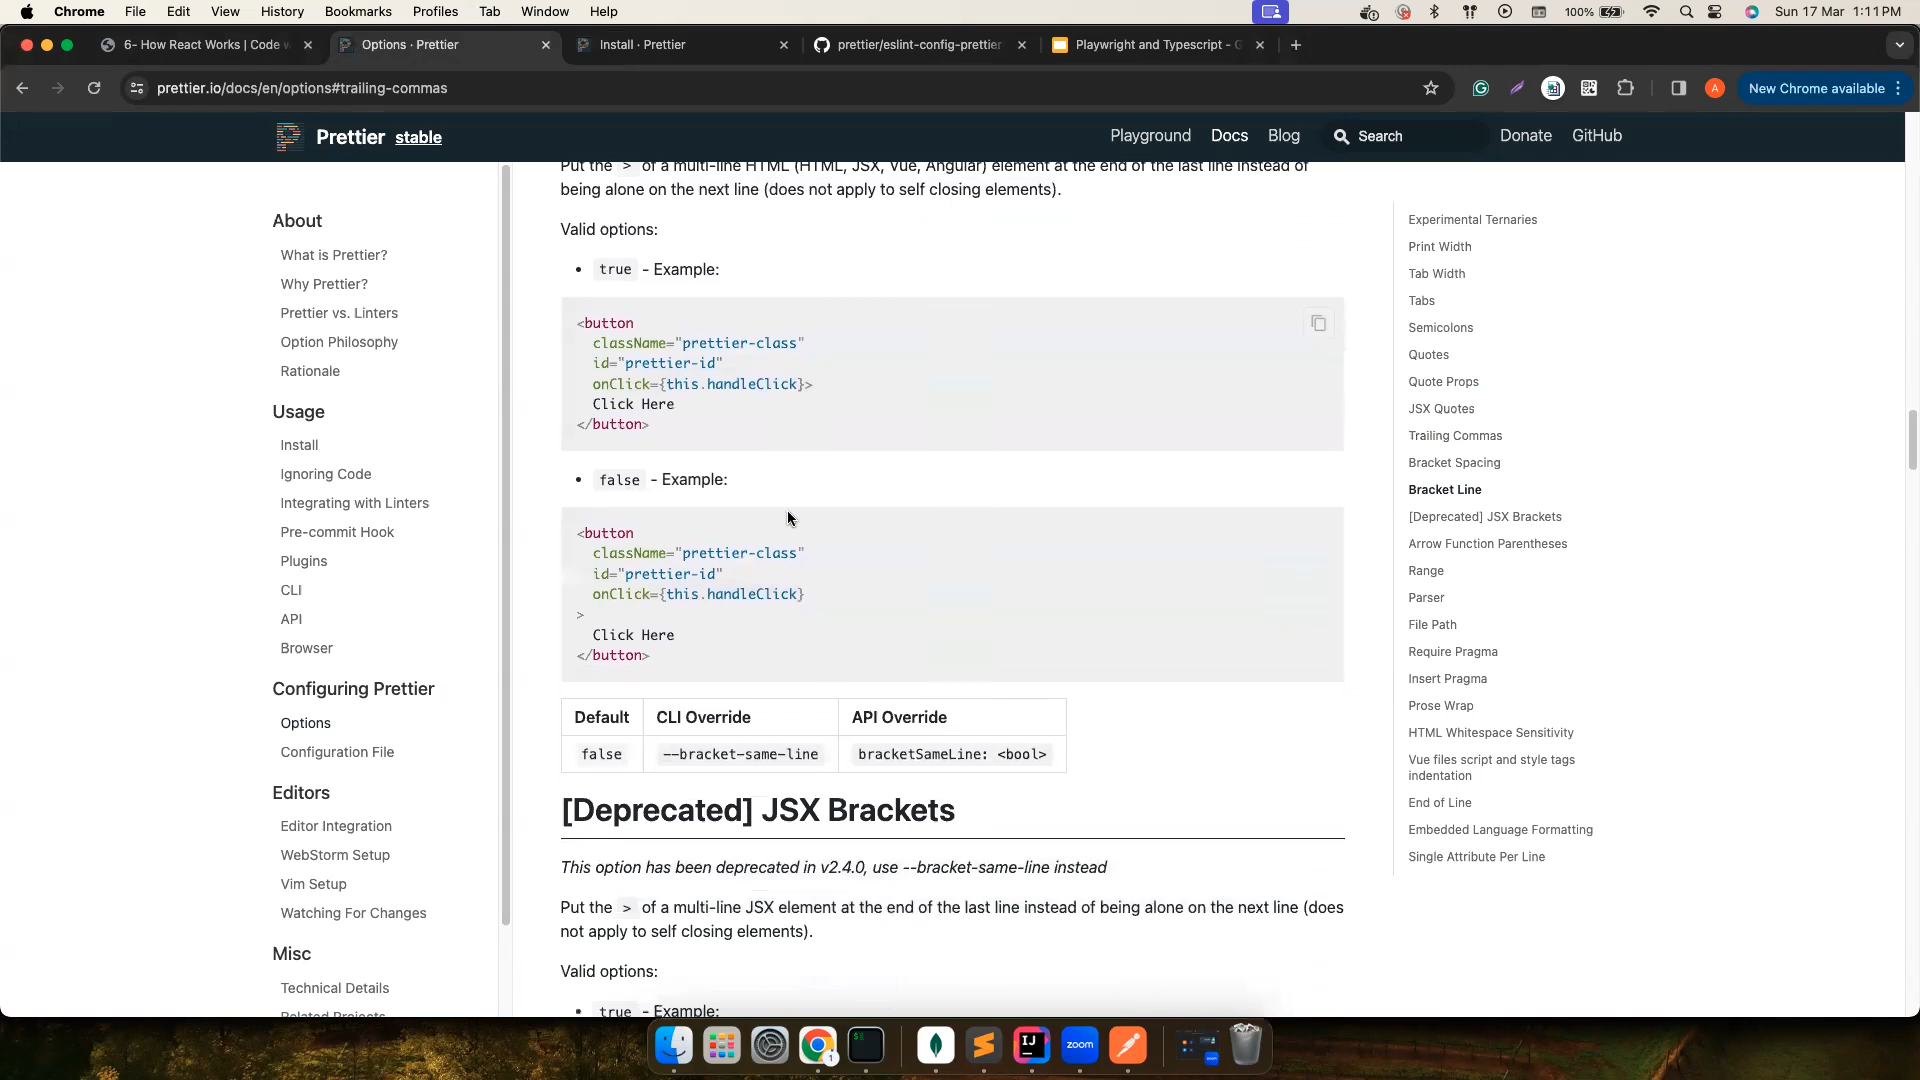 Chrome File Edit View History Bookmarks Profiles Tab Window Help 100% Sun 17 Mar 1:11 PM
6- How React Works | Code w Options · Prettier Install · Prettier prettier/eslint-config-prettier Playwright and Typescript - G
prettier.io/docs/en/options#trailing-commas A New Chrome available
Prettier stable Playground Docs Blog Search Donate GitHub
About
What is Prettier?
Why Prettier?
Prettier vs. Linters
Option Philosophy
Rationale
Usage
Install
Ignoring Code
Integrating with Linters
Pre-commit Hook
Plugins
CLI
API
Browser
Configuring Prettier
Options
Configuration File
Editors
Editor Integration
WebStorm Setup
Vim Setup
Watching For Changes
Misc
Technical Details
Related Projects
Put the > of a multi-line HTML (HTML, JSX, Vue, Angular) element at the end of the last line instead of
being alone on the next line (does not apply to self closing elements).
Valid options:
• true - Example:
<button
className="prettier-class"
id="prettier-id"
onClick={this.handleClick}>
Click Here
</button>
• false - Example:
<button
className="prettier-class"
id="prettier-id"
onClick={this.handleClick}
>
Click Here
</button>
Default CLI Override API Override
false --bracket-same-line bracketSameLine: <bool>
[Deprecated] JSX Brackets
This option has been deprecated in v2.4.0, use --bracket-same-line instead
Put the > of a multi-line JSX element at the end of the last line instead of being alone on the next line (does
not apply to self closing elements).
Valid options:
• true - Example:
Experimental Ternaries
Print Width
Tab Width
Tabs
Semicolons
Quotes
Quote Props
JSX Quotes
Trailing Commas
Bracket Spacing
Bracket Line
[Deprecated] JSX Brackets
Arrow Function Parentheses
Range
Parser
File Path
Require Pragma
Insert Pragma
Prose Wrap
HTML Whitespace Sensitivity
Vue files script and style tags
indentation
End of Line
Embedded Language Formatting
Single Attribute Per Line
1 $ IJ zoom